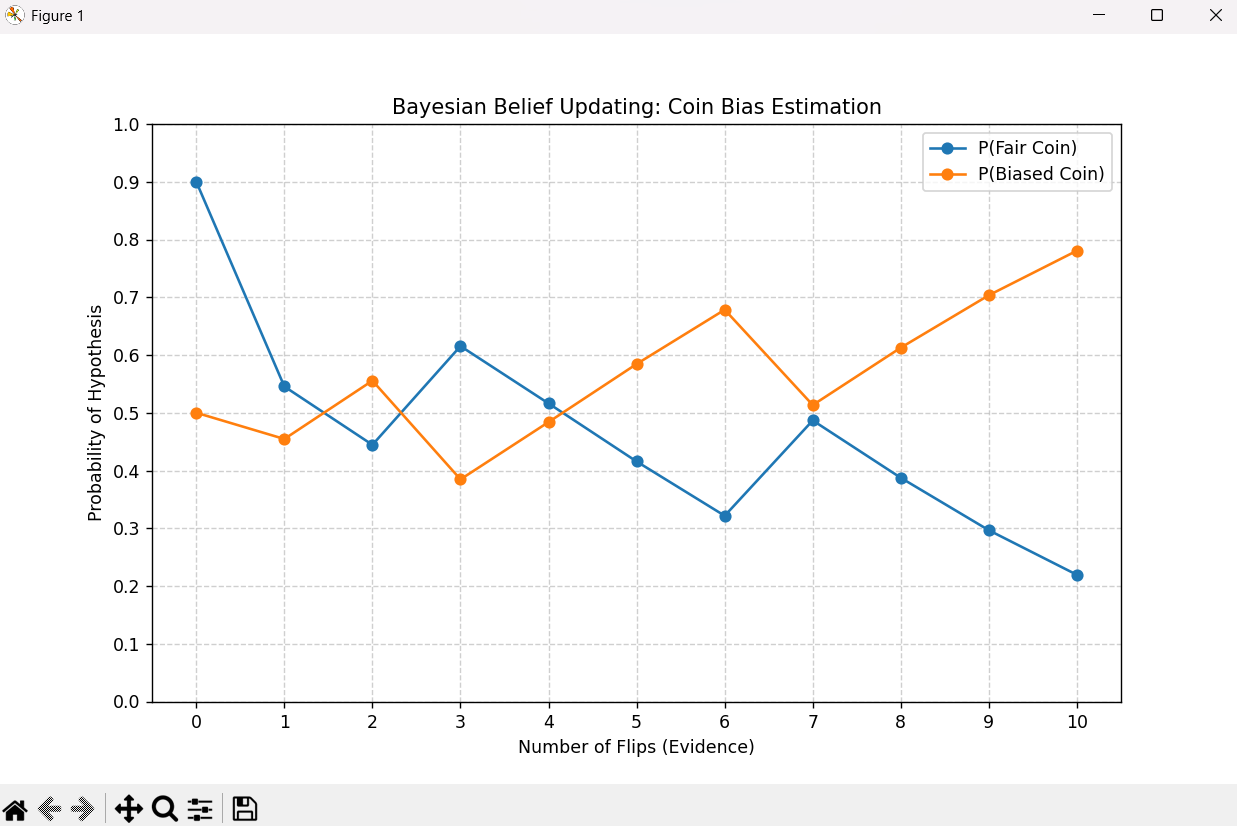 Figure 1
Bayesian Belief Updating: Coin Bias Estimation
P(Fair Coin)
P(Biased Coin)
Probability of Hypothesis
1.0
0.9
0.8
0.7
0.6
0.5
0.4
0.3
0.2
0.1
0.0
0 1 2 3 4 5 6 7 8 9 10
Number of Flips (Evidence)